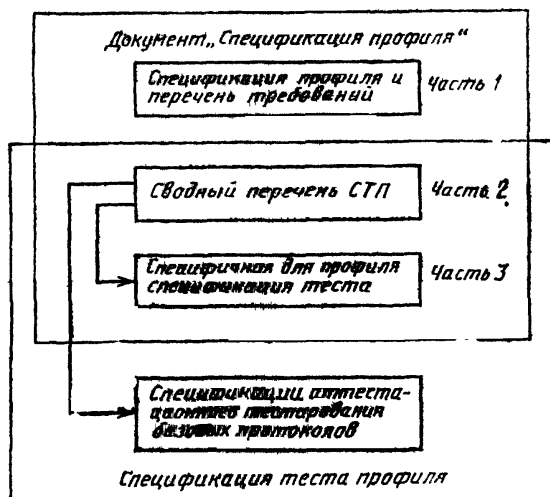 Документ „Спецификация профиля“
Спецификация профиля и
перечень требований
Часть 1
Сводный перечень СТП
Часть 2.
Специфичная для профиля
спецификация теста
Часть 3
Спецификации аттеста-
ционного тестирования
базовых протоколов
Спецификация теста профиля